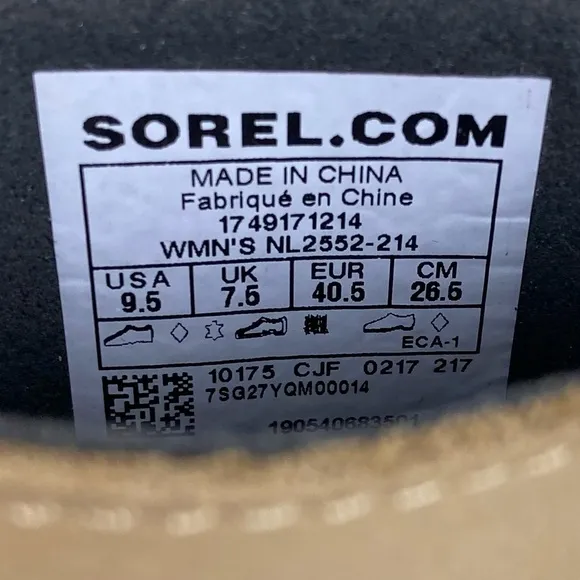 SOREL.COM
MADE IN CHINA
Fabriqué en Chine
1749171214
WMN'S NL2552-214
USA UK EUR CM
9.5 7.5 40.5 26.5
ECA-1
10175 CJF 0217 217
7SG27YQM00014
190540683501